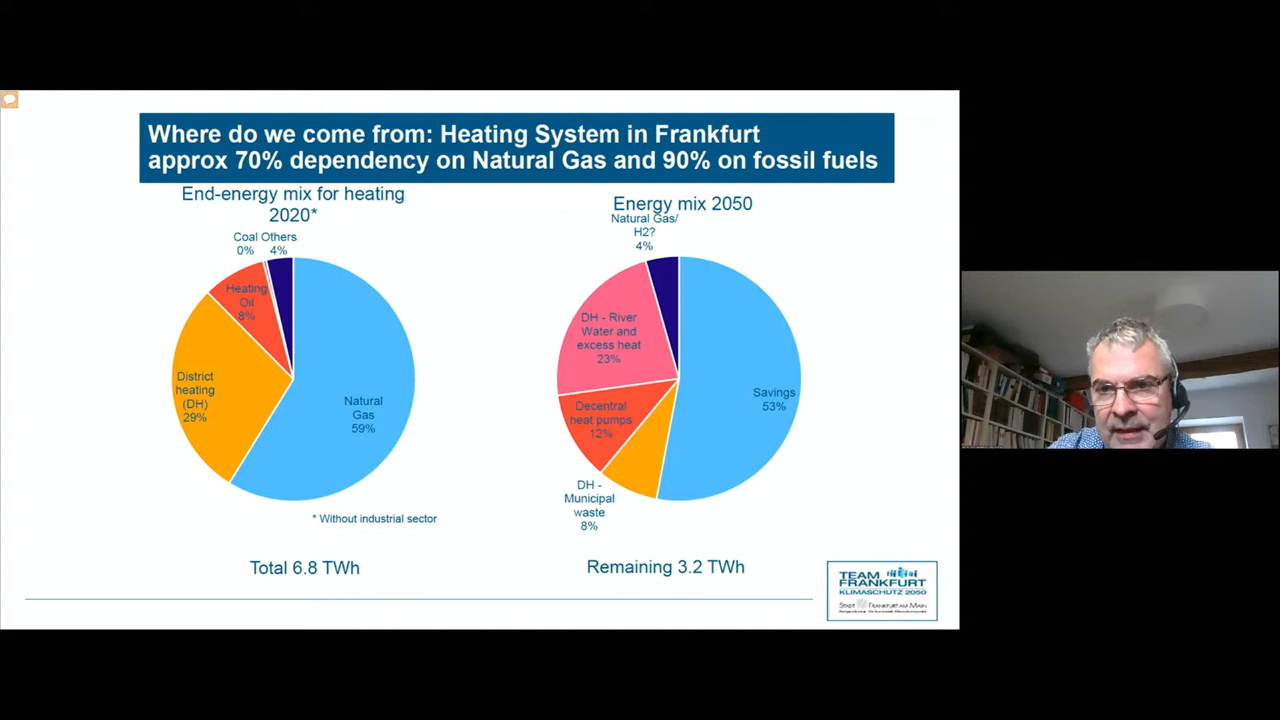 Where do we come from: Heating System in Frankfurt
approx 70% dependency on Natural Gas and 90% on fossil fuels
End-energy mix for heating
2020*
Coal
0%
Others
4%
Heating
Oil
8%
District
heating
(DH)
29%
Natural
Gas
59%
* Without industrial sector
Total 6.8 TWh
Energy mix 2050
Natural Gas/
H2?
4%
DH - River
Water and
excess heat
23%
Savings
53%
Decentral
heat pumps
12%
DH -
Municipal
waste
8%
Remaining 3.2 TWh
TEAM
FRANKFURT
KLIMASCHUTZ 2050
STADT FRANKFURT AM MAIN